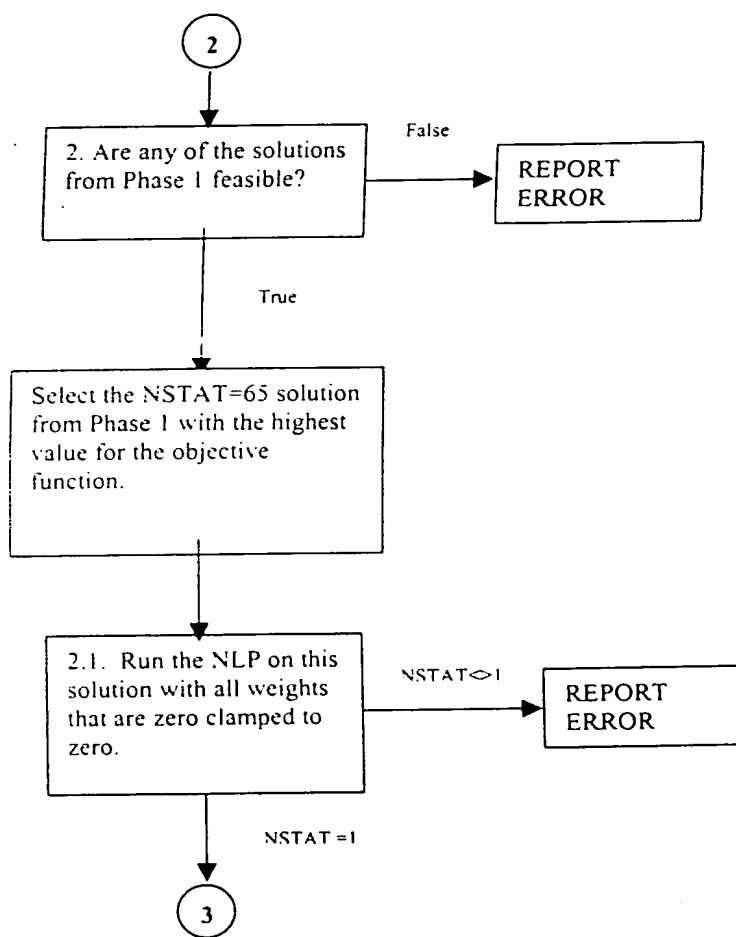 2
2. Are any of the solutions
from Phase 1 feasible?
False
REPORT
ERROR
True
Select the NSTAT=65 solution
from Phase 1 with the highest
value for the objective
function.
2.1. Run the NLP on this
solution with all weights
that are zero clamped to
zero.
NSTAT<>1
REPORT
ERROR
NSTAT=1
3